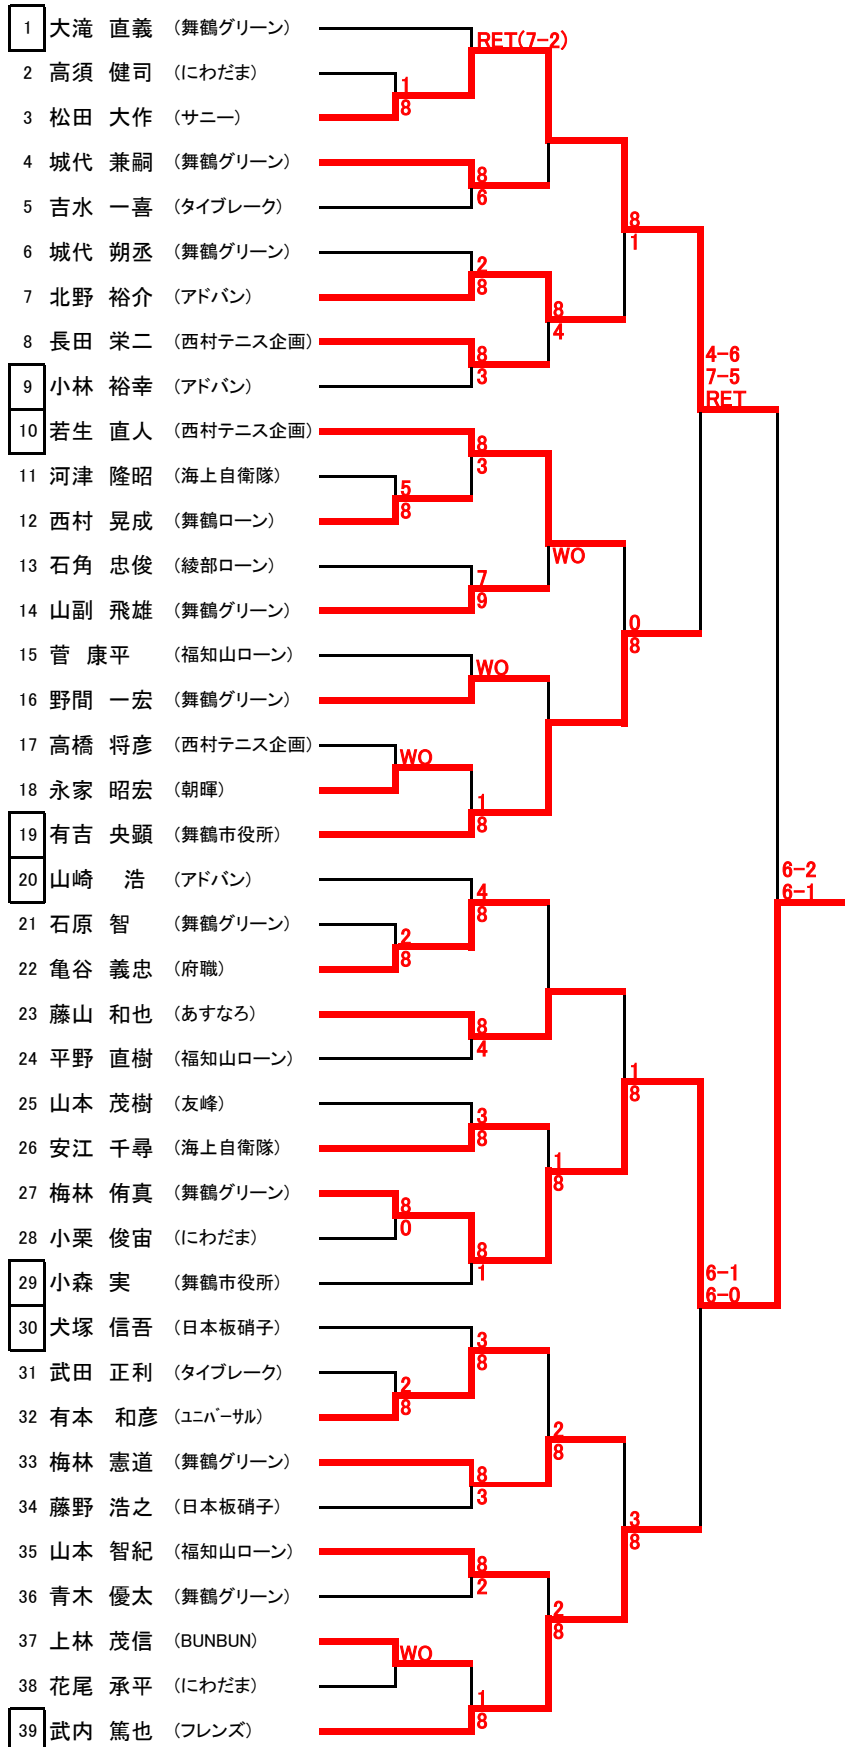 1 大滝 直義 (舞鶴グリーン)
RET(7-2)
2 高須 健司 (にわだま)
1
8
3 松田 大作 (サニー)
4 城代 兼嗣 (舞鶴グリーン)
8
6
5 吉水 一喜 (タイブレーク)
8
1
6 城代 朔丞 (舞鶴グリーン)
2
8
7 北野 裕介 (アドバン)
8
4
8 長田 栄二 (西村テニス企画)
8
3
4-6
7-5
RET
9 小林 裕幸 (アドバン)
10 若生 直人 (西村テニス企画)
8
3
11 河津 隆昭 (海上自衛隊)
5
8
12 西村 晃成 (舞鶴ローン)
WO
13 石角 忠俊 (綾部ローン)
7
9
14 山副 飛雄 (舞鶴グリーン)
0
8
15 菅 康平 (福知山ローン)
WO
16 野間 一宏 (舞鶴グリーン)
17 高橋 将彦 (西村テニス企画)
WO
18 永家 昭宏 (朝暉)
1
8
19 有吉 央顕 (舞鶴市役所)
20 山崎 浩 (アドバン)
4
8
6-2
6-1
21 石原 智 (舞鶴グリーン)
2
8
22 亀谷 義忠 (府職)
23 藤山 和也 (あすなろ)
8
4
24 平野 直樹 (福知山ローン)
1
8
25 山本 茂樹 (友峰)
3
8
26 安江 千尋 (海上自衛隊)
1
8
27 梅林 侑真 (舞鶴グリーン)
8
0
28 小栗 俊宙 (にわだま)
8
1
29 小森 実 (舞鶴市役所)
6-1
6-0
30 犬塚 信吾 (日本板硝子)
3
8
31 武田 正利 (タイブレーク)
2
8
32 有本 和彦 (ユニバーサル)
2
8
33 梅林 憲道 (舞鶴グリーン)
8
3
34 藤野 浩之 (日本板硝子)
3
8
35 山本 智紀 (福知山ローン)
8
2
36 青木 優太 (舞鶴グリーン)
2
8
37 上林 茂信 (BUNBUN)
WO
38 花尾 承平 (にわだま)
1
8
39 武内 篤也 (フレンズ)